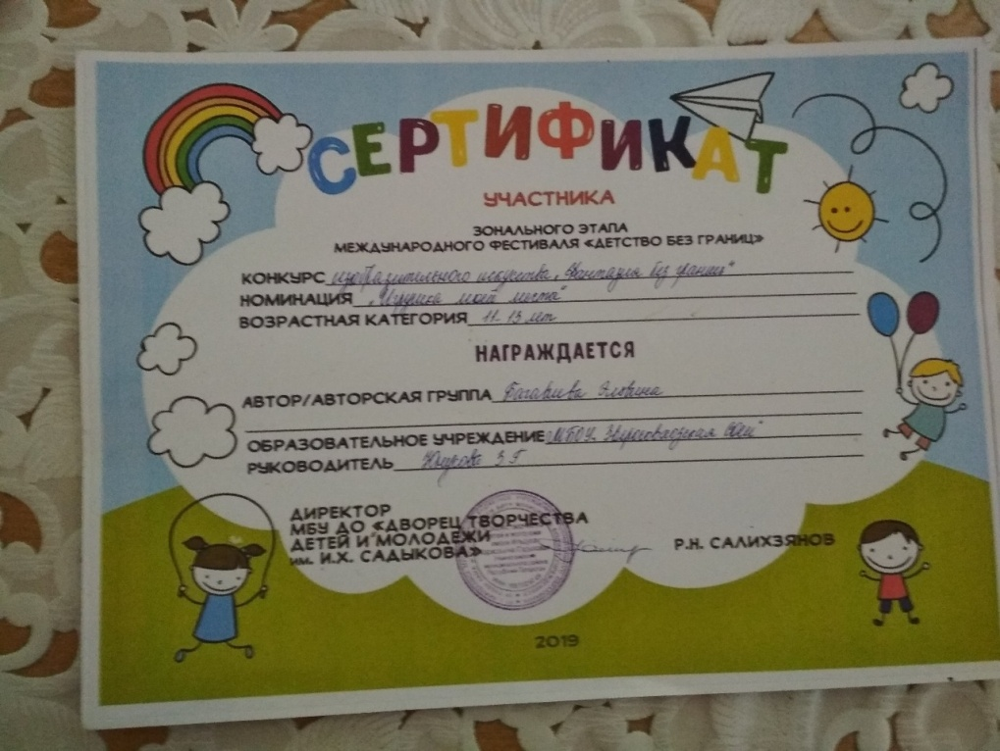 СЕРТИФИКАТ
УЧАСТНИКА
ЗОНАЛЬНОГО ЭТАПА
МЕЖДУНАРОДНОГО ФЕСТИВАЛЯ «ДЕТСТВО БЕЗ ГРАНИЦ»
КОНКУРС изобразительного искусства „Фантазия без границ"
НОМИНАЦИЯ „Игрушка моей мечты"
ВОЗРАСТНАЯ КАТЕГОРИЯ 11-13 лет
НАГРАЖДАЕТСЯ
АВТОР/АВТОРСКАЯ ГРУППА
ОБРАЗОВАТЕЛЬНОЕ УЧРЕЖДЕНИЕ МБОУ
РУКОВОДИТЕЛЬ З Г
ДИРЕКТОР
МБУ ДО «ДВОРЕЦ ТВОРЧЕСТВА
ДЕТЕЙ И МОЛОДЕЖИ
им. И.Х. САДЫКОВА»
Р.Н. САЛИХЗЯНОВ
2019